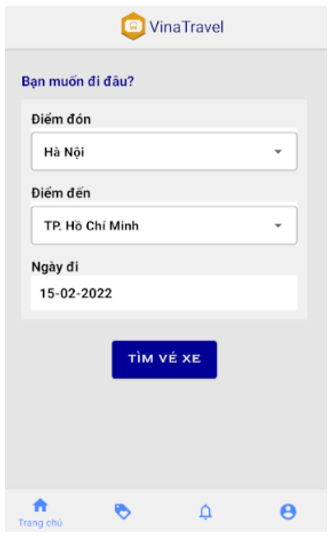 VinaTravel
Bạn muốn đi đâu?
Điểm đón
Hà Nội
Điểm đến
TP. Hồ Chí Minh
Ngày đi
15-02-2022
TÌM VÉ XE
Trang chủ